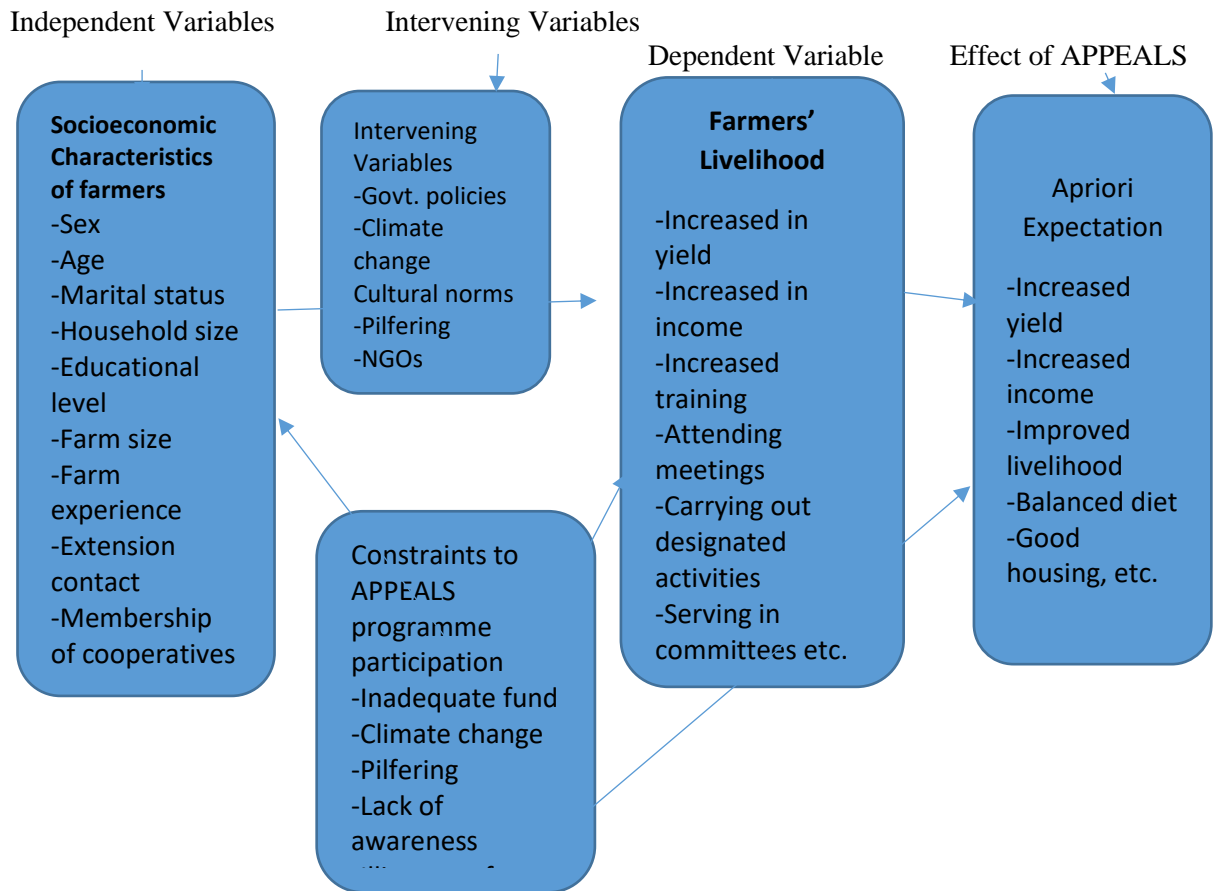 Independent Variables
Intervening Variables
Dependent Variable
Effect of APPEALS
Socioeconomic
Characteristics
of farmers
-Sex
-Age
-Marital status
-Household size
-Educational
level
-Farm size
-Farm
experience
-Extension
contact
-Membership
of cooperatives
Intervening
Variables
-Govt. policies
-Climate
change
Cultural norms
-Pilfering
-NGOs
Constraints to
APPEALS
programme
participation
-Inadequate fund
-Climate change
-Pilfering
-Lack of
awareness
Farmers’
Livelihood
-Increased in
yield
-Increased in
income
-Increased
training
-Attending
meetings
-Carrying out
designated
activities
-Serving in
committees etc.
Apriori
Expectation
-Increased
yield
-Increased
income
-Improved
livelihood
-Balanced diet
-Good
housing, etc.